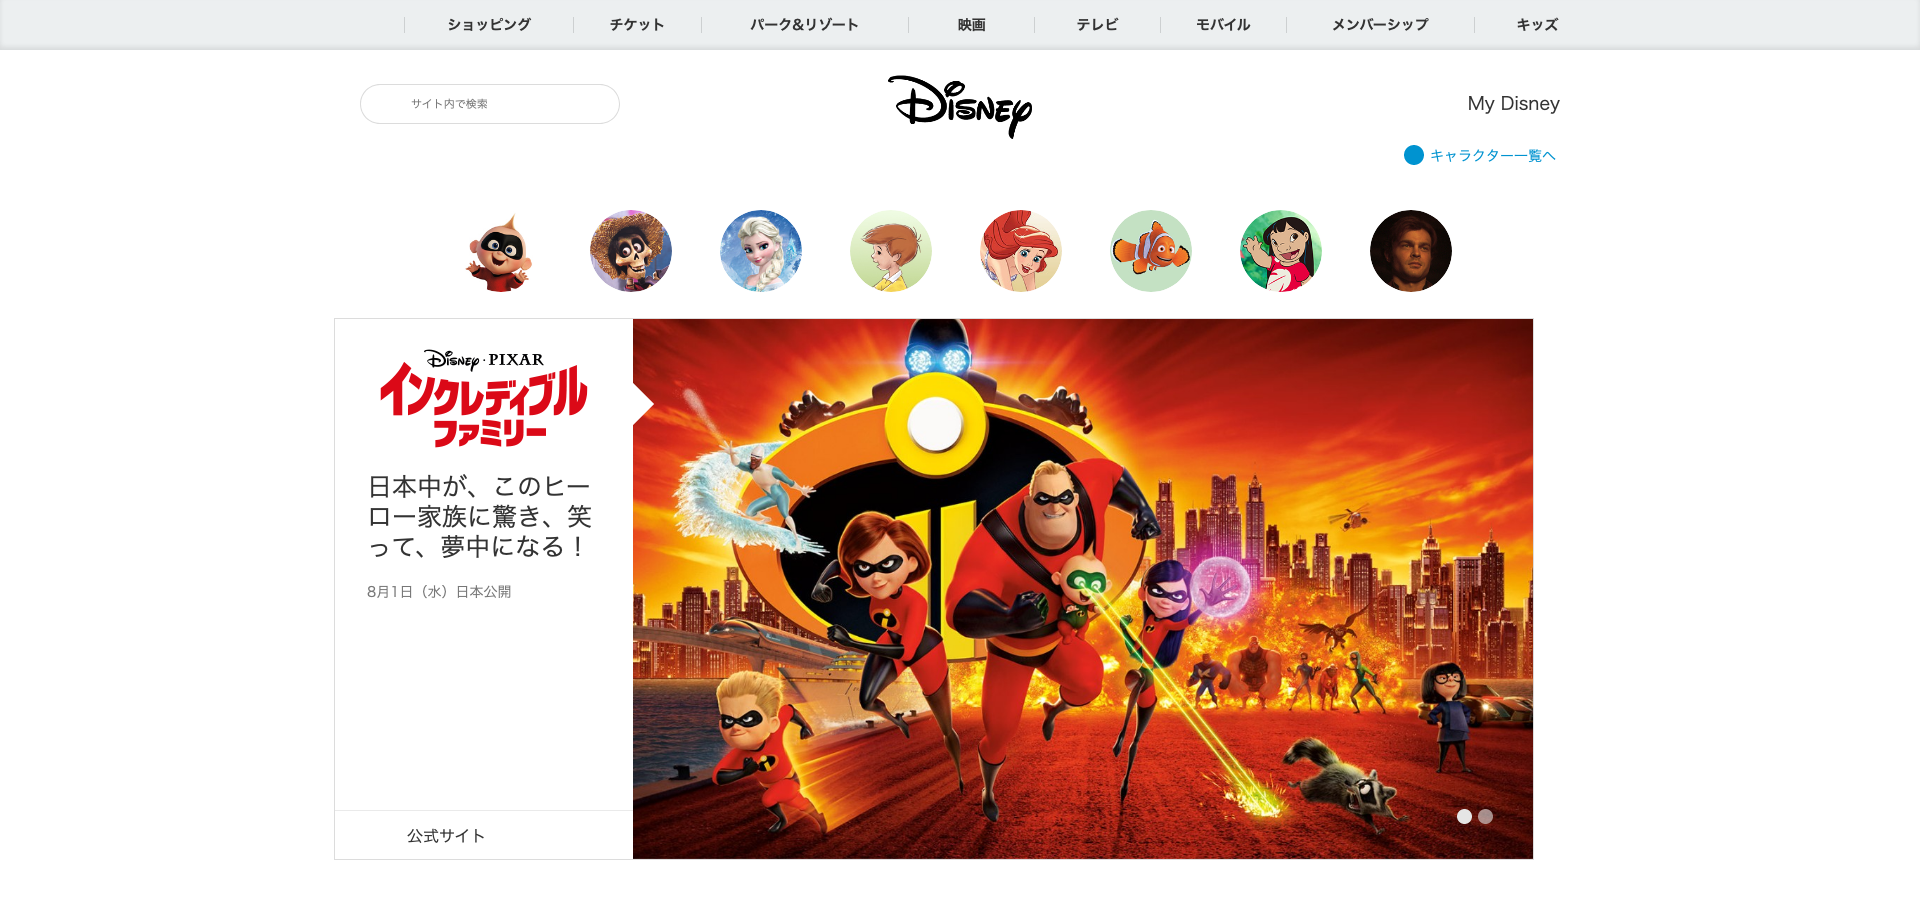 ショッピング
チケット
パーク&リゾート
映画
テレビ
モバイル
メンバーシップ
キッズ
サイト内で検索
Disney
My Disney
キャラクター一覧へ
Disney・PIXAR
インクレディブル
ファミリー
日本中が、このヒー
ロー家族に驚き、笑
って、夢中になる！
8月1日（水）日本公開
公式サイト